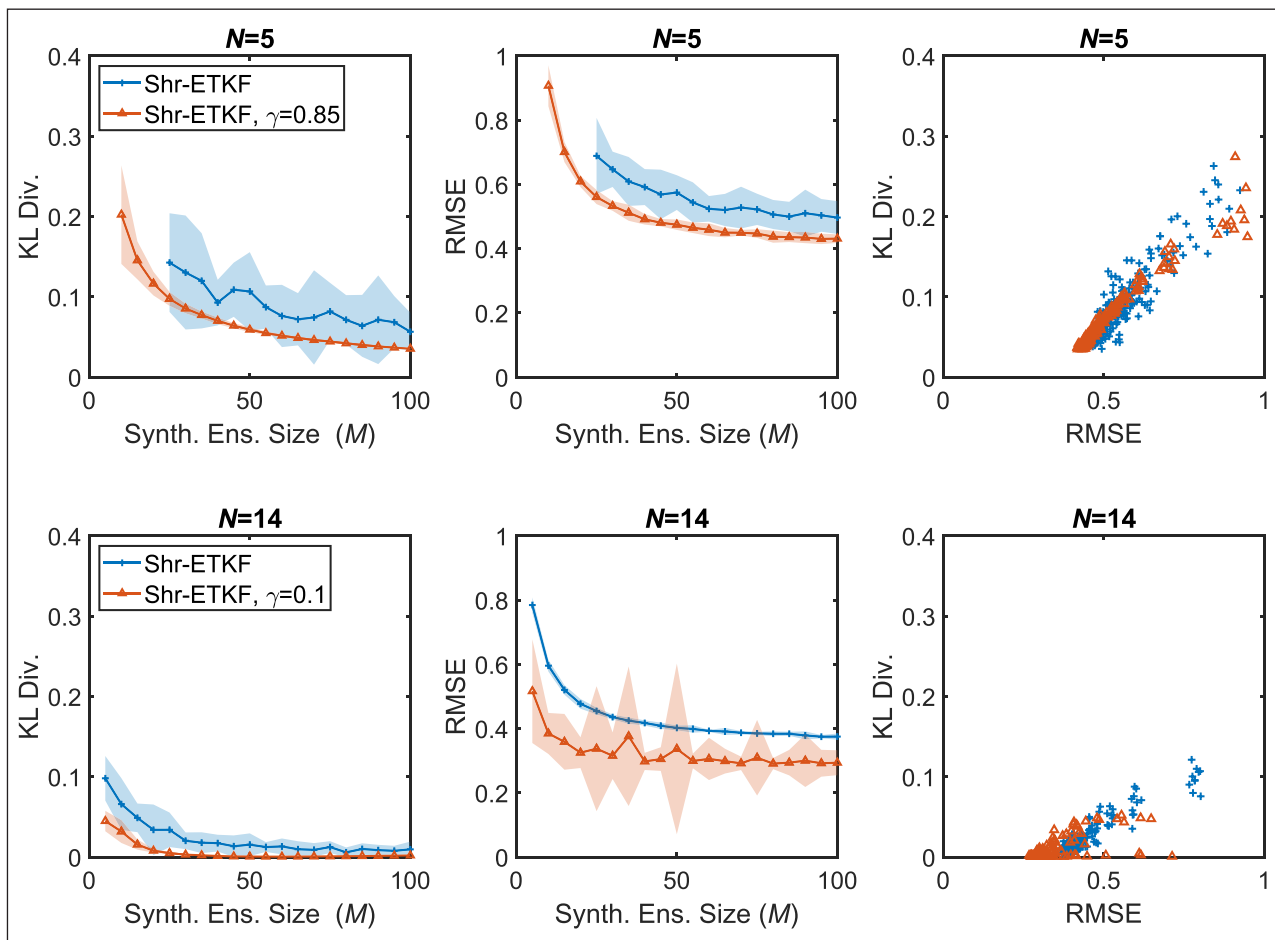 N=5
0.4
0.3
0.2
0.1
0
KL Div.
Shr-ETKF
Shr-ETKF, γ=0.85
0
50
100
Synth. Ens. Size (M)
N=5
1
0.8
0.6
0.4
0.2
0
RMSE
0
50
100
Synth. Ens. Size (M)
N=5
0.4
0.3
0.2
0.1
0
KL Div.
0
0.5
1
RMSE
N=14
0.4
0.3
0.2
0.1
0
KL Div.
Shr-ETKF
Shr-ETKF, γ=0.1
0
50
100
Synth. Ens. Size (M)
N=14
1
0.8
0.6
0.4
0.2
0
RMSE
0
50
100
Synth. Ens. Size (M)
N=14
0.4
0.3
0.2
0.1
0
KL Div.
0
0.5
1
RMSE